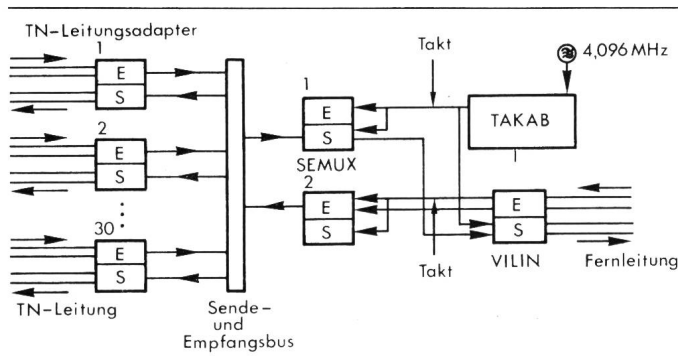 TN-Leitungsadapter
1
E
S
2
E
S
30
E
S
TN-Leitung
Sende-
und
Empfangsbus
1
E
S
SEMUX
2
E
S
Takt
Takt
4,096 MHz
TAKAB
E
S
VILIN
Fernleitung